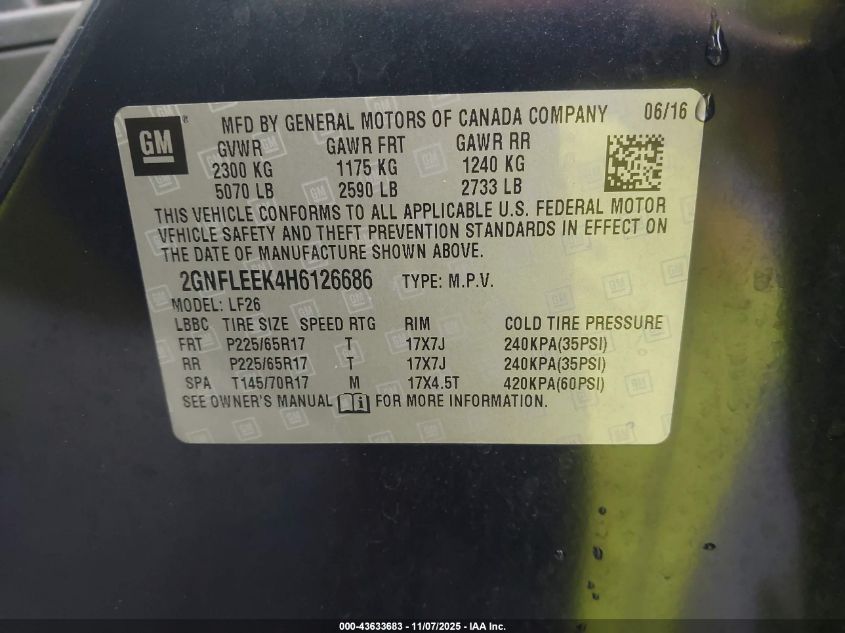 GM
MFD BY GENERAL MOTORS OF CANADA COMPANY 06/16
GVWR GAWR FRT GAWR RR
2300 KG 1175 KG 1240 KG
5070 LB 2590 LB 2733 LB
THIS VEHICLE CONFORMS TO ALL APPLICABLE U.S. FEDERAL MOTOR
VEHICLE SAFETY AND THEFT PREVENTION STANDARDS IN EFFECT ON
THE DATE OF MANUFACTURE SHOWN ABOVE.
2GNFLEEK4H6126686 TYPE: M.P.V.
MODEL: LF26
LBBC TIRE SIZE SPEED RTG RIM COLD TIRE PRESSURE
FRT P225/65R17 T 17X7J 240KPA(35PSI)
RR P225/65R17 T 17X7J 240KPA(35PSI)
SPA T145/70R17 M 17X4.5T 420KPA(60PSI)
SEE OWNER'S MANUAL FOR MORE INFORMATION.
000-43633683 - 11/07/2025 - IAA Inc.